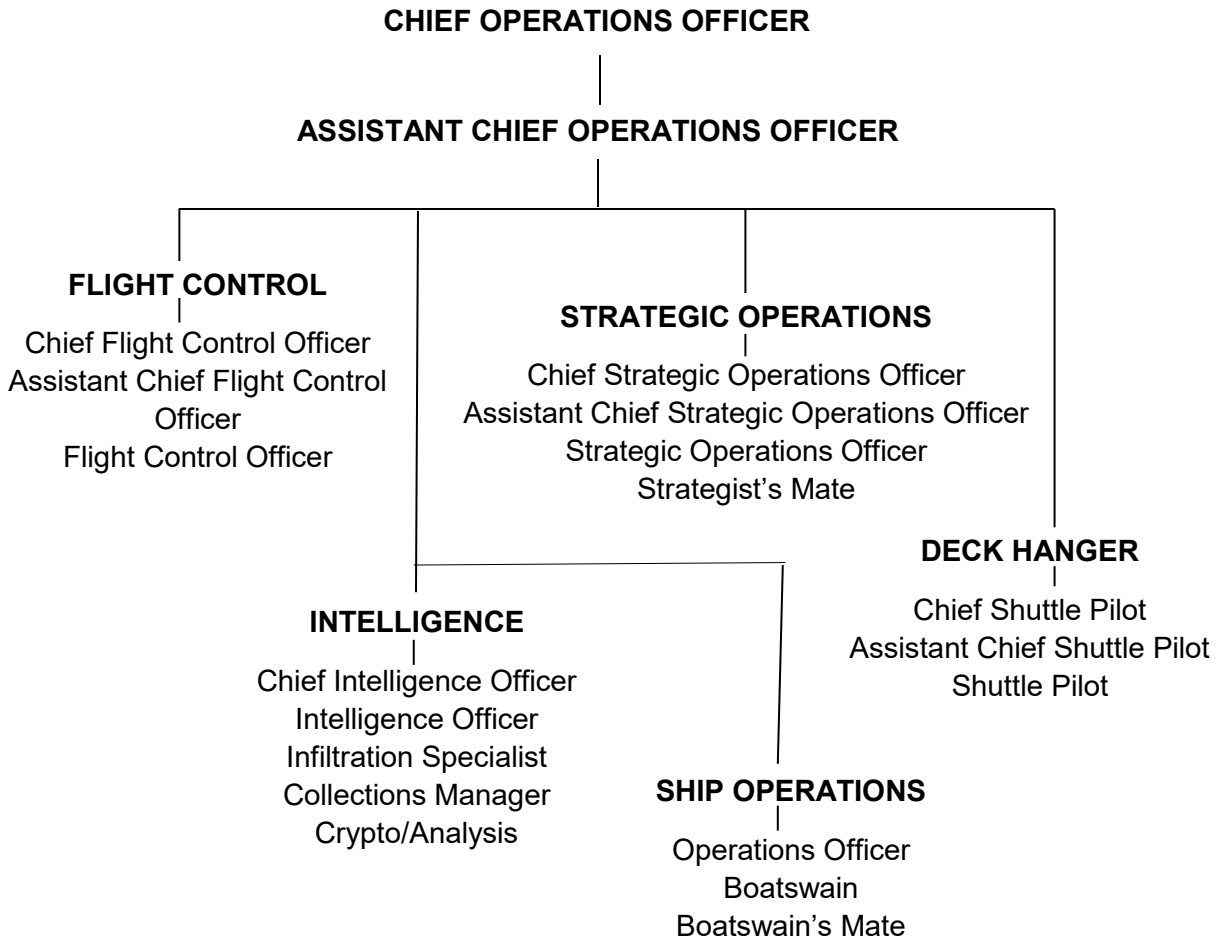 CHIEF OPERATIONS OFFICER
ASSISTANT CHIEF OPERATIONS OFFICER
FLIGHT CONTROL
Chief Flight Control Officer
Assistant Chief Flight Control
Officer
Flight Control Officer
STRATEGIC OPERATIONS
Chief Strategic Operations Officer
Assistant Chief Strategic Operations Officer
Strategic Operations Officer
Strategist’s Mate
DECK HANGER
Chief Shuttle Pilot
Assistant Chief Shuttle Pilot
Shuttle Pilot
INTELLIGENCE
Chief Intelligence Officer
Intelligence Officer
Infiltration Specialist
Collections Manager
Crypto/Analysis
SHIP OPERATIONS
Operations Officer
Boatswain
Boatswain’s Mate